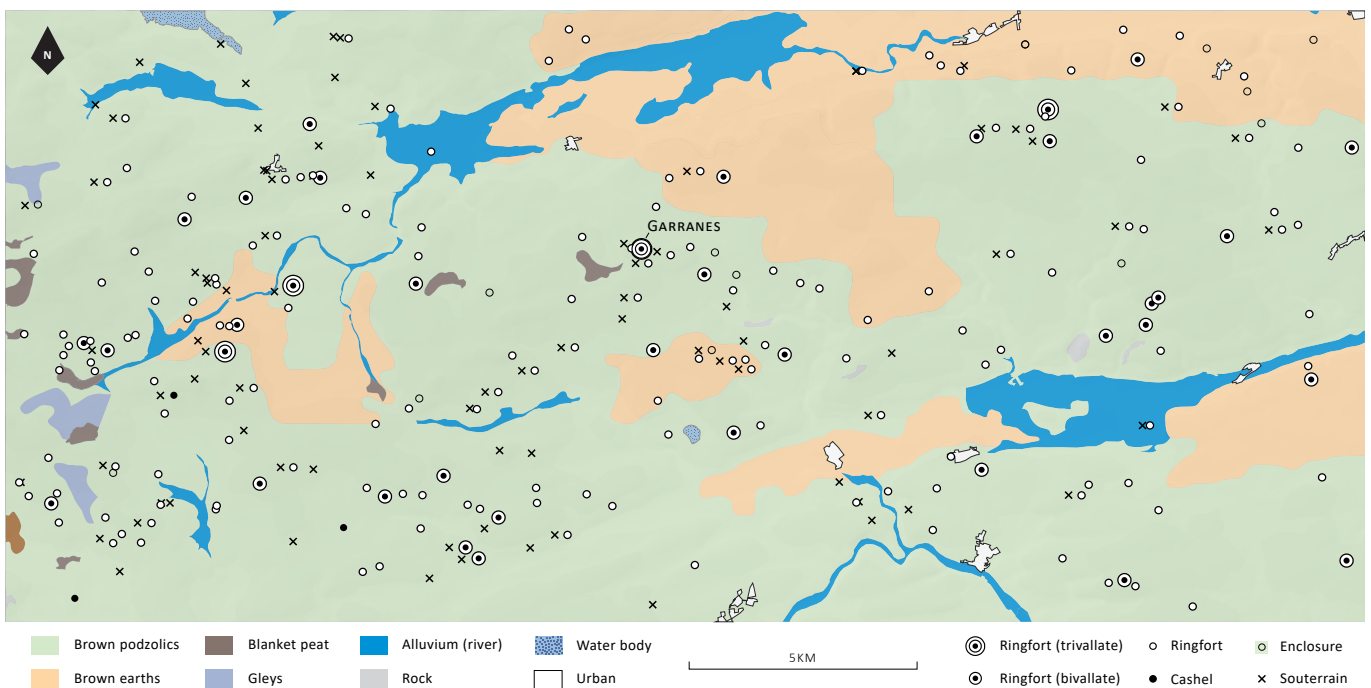 N
GARRANES
Brown podzolics
Blanket peat
Alluvium (river)
Water body
5KM
Ringfort (trivallate)
Ringfort
Enclosure
Brown earths
Gleys
Rock
Urban
Ringfort (bivallate)
Cashel
Souterrain